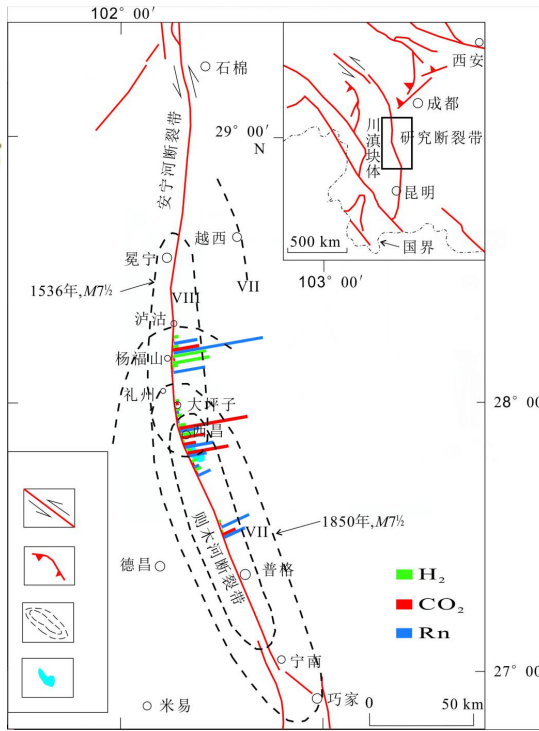 102° 00′
石棉
29° 00′
N
安宁河断裂带
越西
冕宁
1536年,M7½
VIII
VII
泸沽
杨福山
礼州
大坪子
28° 00′
西昌
则木河断裂带
VII
1850年,M7½
德昌
普格
宁南
米易
巧家
27° 00′
0 50 km
H₂
CO₂
Rn
西安
成都
川滇块体
研究断裂带
昆明
500 km
国界
103° 00′